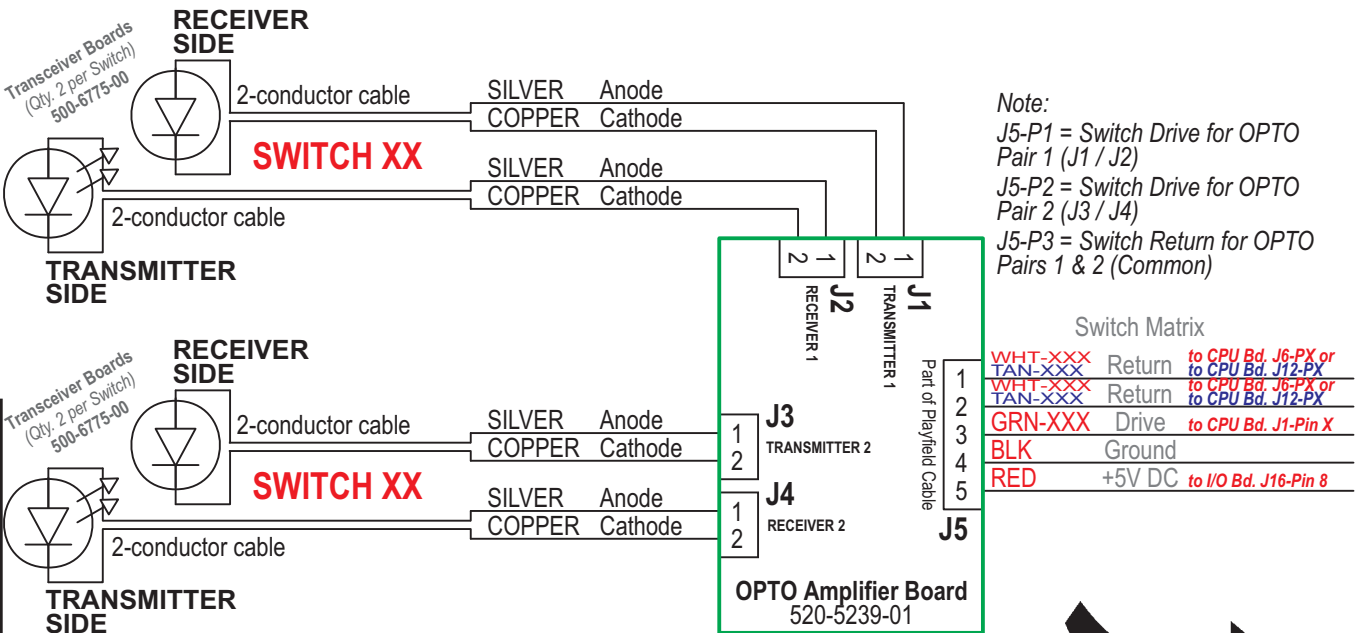 RECEIVER
SIDE
Transceiver Boards
(Qty. 2 per Switch)
500-6775-00
2-conductor cable
SILVER Anode
COPPER Cathode
SWITCH XX
SILVER Anode
COPPER Cathode
2-conductor cable
TRANSMITTER
SIDE
Note:
J5-P1 = Switch Drive for OPTO
Pair 1 (J1 / J2)
J5-P2 = Switch Drive for OPTO
Pair 2 (J3 / J4)
J5-P3 = Switch Return for OPTO
Pairs 1 & 2 (Common)
2 1
J2
RECEIVER 1
2 1
J1
TRANSMITTER 1
RECEIVER
SIDE
Transceiver Boards
(Qty. 2 per Switch)
500-6775-00
2-conductor cable
SILVER Anode
COPPER Cathode
SWITCH XX
SILVER Anode
COPPER Cathode
2-conductor cable
TRANSMITTER
SIDE
1
2
J3
TRANSMITTER 2
1
2
J4
RECEIVER 2
Part of Playfield Cable
1
2
3
4
5
J5
OPTO Amplifier Board
520-5239-01
Switch Matrix
WHT-XXX Return to CPU Bd. J6-PX or
TAN-XXX to CPU Bd. J12-PX
WHT-XXX Return to CPU Bd. J6-PX or
TAN-XXX to CPU Bd. J12-PX
GRN-XXX Drive to CPU Bd. J1-Pin X
BLK Ground
RED +5V DC to I/O Bd. J16-Pin 8